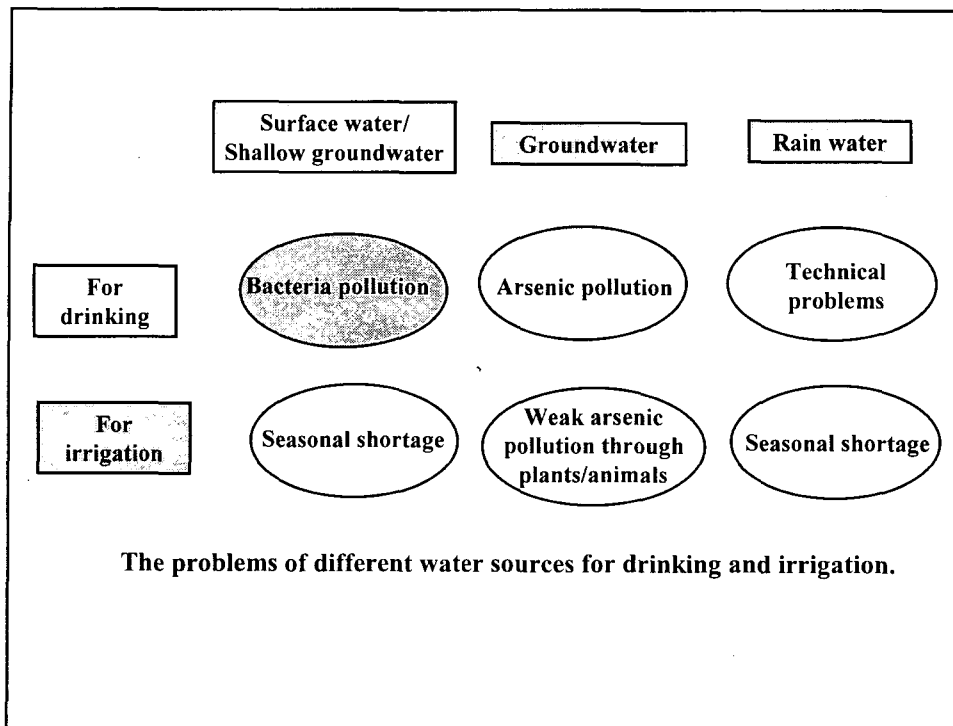 Surface water/
Shallow groundwater
Groundwater
Rain water
For
drinking
Bacteria pollution
Arsenic pollution
Technical
problems
For
irrigation
Seasonal shortage
Weak arsenic
pollution through
plants/animals
Seasonal shortage
The problems of different water sources for drinking and irrigation.